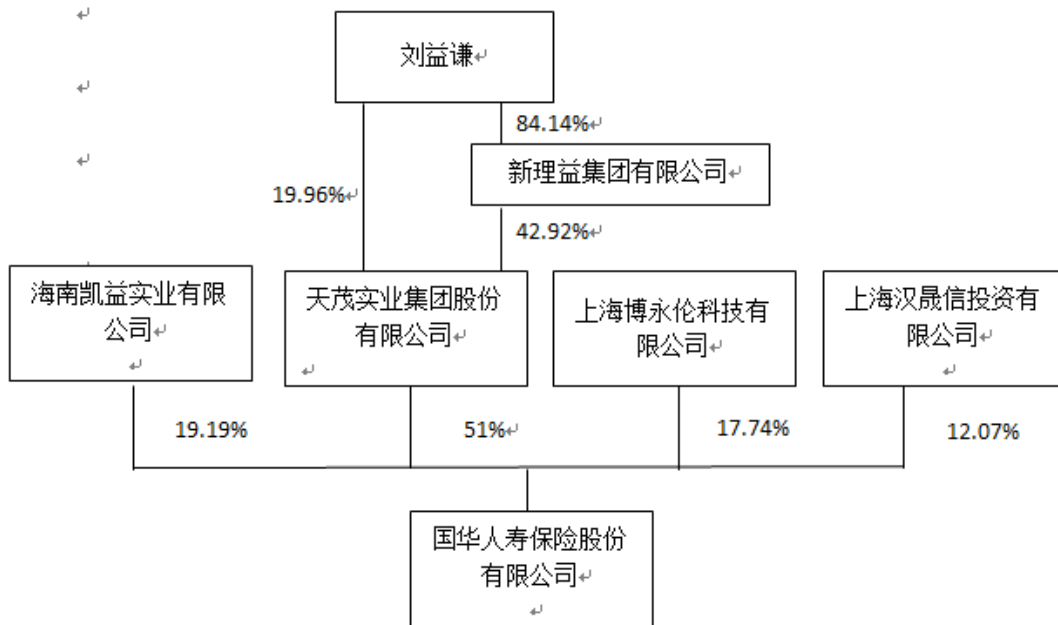 刘益谦
84.14%
新理益集团有限公司
19.96%
42.92%
海南凯益实业有限
公司
天茂实业集团股份
有限公司
上海博永伦科技有
限公司
上海汉晟信投资有
限公司
19.19%
51%
17.74%
12.07%
国华人寿保险股份
有限公司